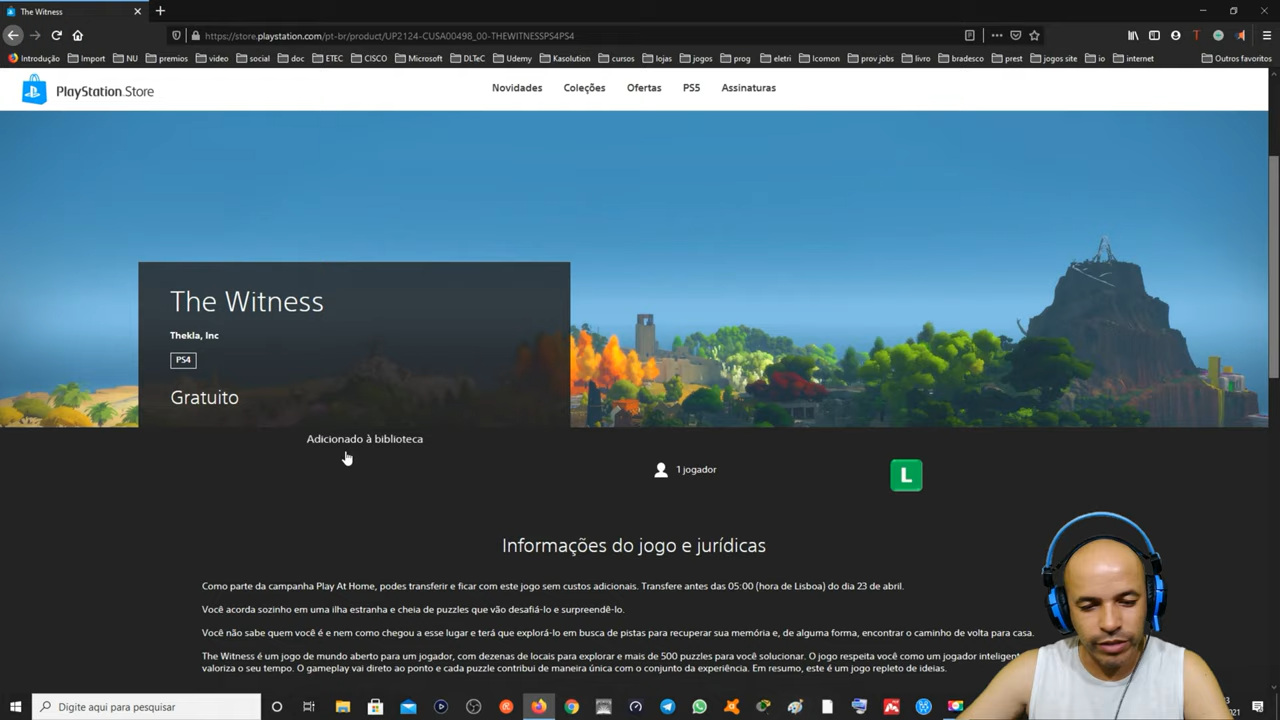 The Witness
https://store.playstation.com/pt-br/product/UP2124-CUSA00498_00-THEWITNESSPS4PS4
Introdução Import NU premios video social doc ETEC CISCO Microsoft DLTeC Udemy Kasolution cursos lojas jogos prog eletri Icomon prov jobs livro bradesco prest jogos site io internet Outros favoritos
PlayStation.Store
Novidades Coleções Ofertas PS5 Assinaturas
The Witness
Thekla, Inc
PS4
Gratuito
Adicionado à biblioteca
1 jogador
L
Informações do jogo e jurídicas
Como parte da campanha Play At Home, podes transferir e ficar com este jogo sem custos adicionais. Transfere antes das 05:00 (hora de Lisboa) do dia 23 de abril.
Você acorda sozinho em uma ilha estranha e cheia de puzzles que vão desafiá-lo e surpreendê-lo.
Você não sabe quem você é e nem como chegou a esse lugar e terá que explorá-lo em busca de pistas para recuperar sua memória e, de alguma forma, encontrar o caminho de volta para casa.
The Witness é um jogo de mundo aberto para um jogador, com dezenas de locais para explorar e mais de 500 puzzles para você solucionar. O jogo respeita você como um jogador inteligente
valoriza o seu tempo. O gameplay vai direto ao ponto e cada puzzle contribui de maneira única com o conjunto da experiência. Em resumo, este é um jogo repleto de ideias.
Digite aqui para pesquisar